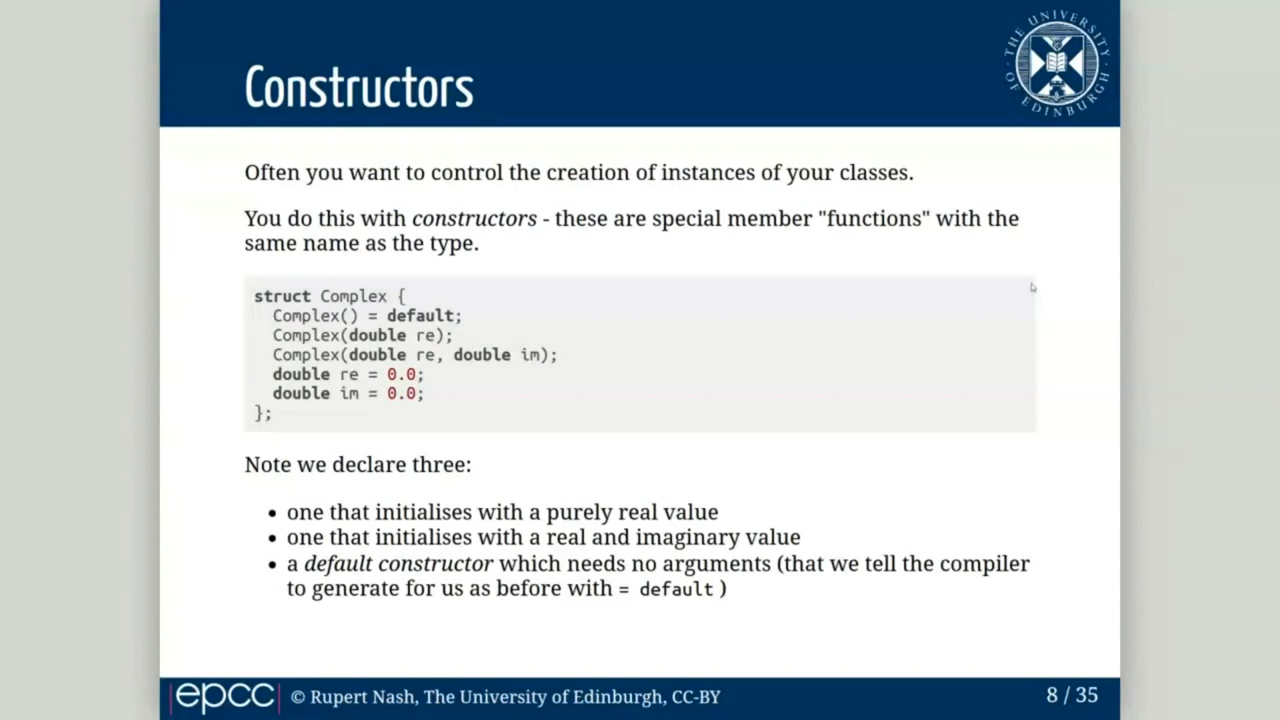 Constructors
THE UNIVERSITY OF EDINBURGH
Often you want to control the creation of instances of your classes.
You do this with constructors - these are special member "functions" with the
same name as the type.
struct Complex {
  Complex() = default;
  Complex(double re);
  Complex(double re, double im);
  double re = 0.0;
  double im = 0.0;
};
Note we declare three:
• one that initialises with a purely real value
• one that initialises with a real and imaginary value
• a default constructor which needs no arguments (that we tell the compiler
to generate for us as before with = default )
epcc
© Rupert Nash, The University of Edinburgh, CC-BY
8 / 35